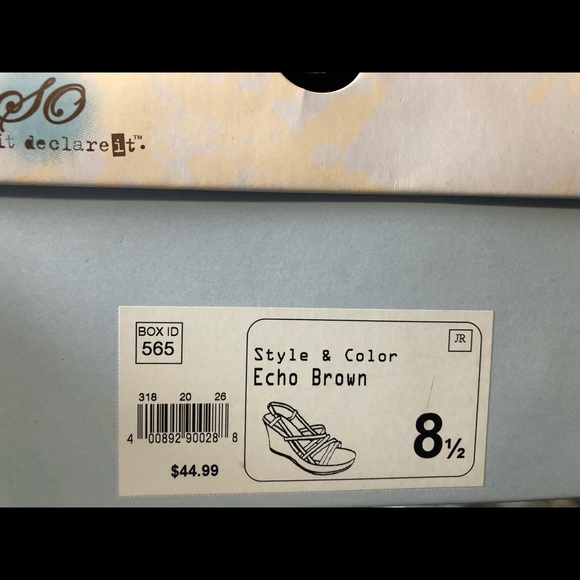 SO
it declare it™.
BOX ID
565
JR
Style & Color
Echo Brown
318 20 26
4 00892 90028 8
$44.99
8½